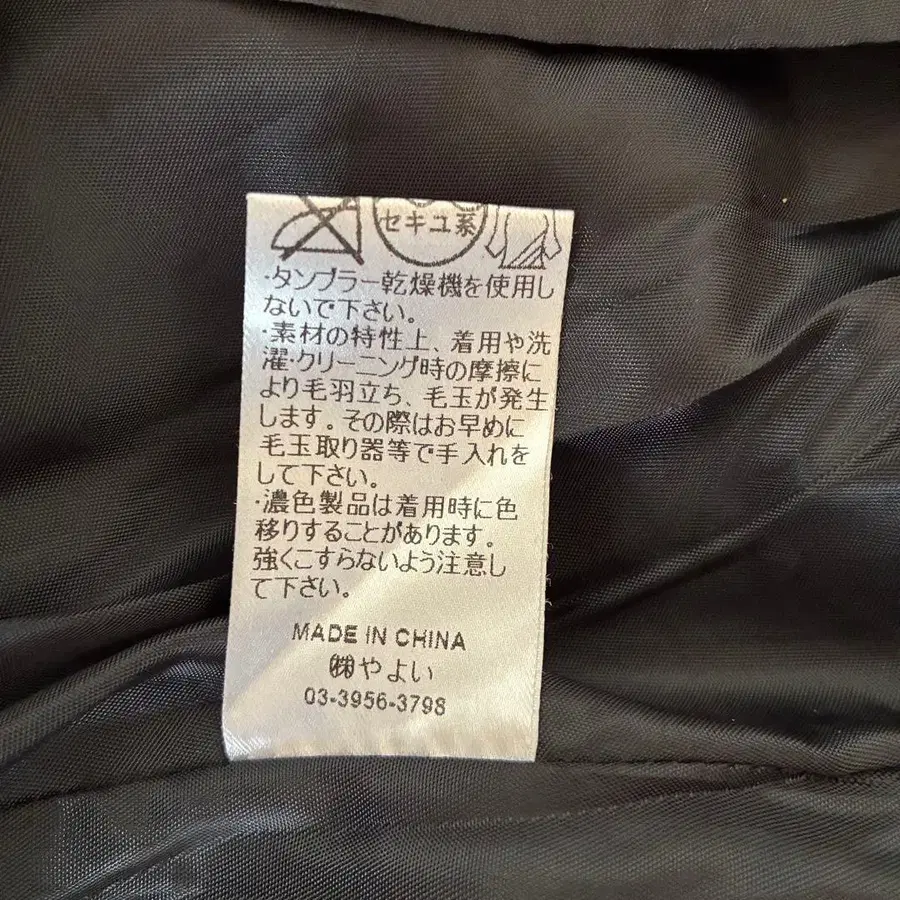 セキユ系
・タンブラー乾燥機を使用し
ないで下さい。
・素材の特性上、着用や洗
濯・クリーニング時の摩擦に
より毛羽立ち、毛玉が発生
します。その際はお早めに
毛玉取り器等で手入れを
して下さい。
・濃色製品は着用時に色
移りすることがあります。
強くこすらないよう注意し
て下さい。
MADE IN CHINA
㈱やよい
03-3956-3798